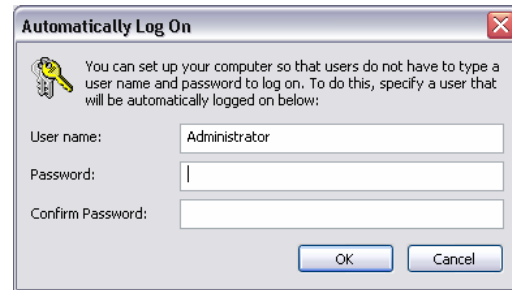 Automatically Log On
You can set up your computer so that users do not have to type a
user name and password to log on. To do this, specify a user that
will be automatically logged on below:
User name:
Administrator
Password:
Confirm Password:
OK
Cancel